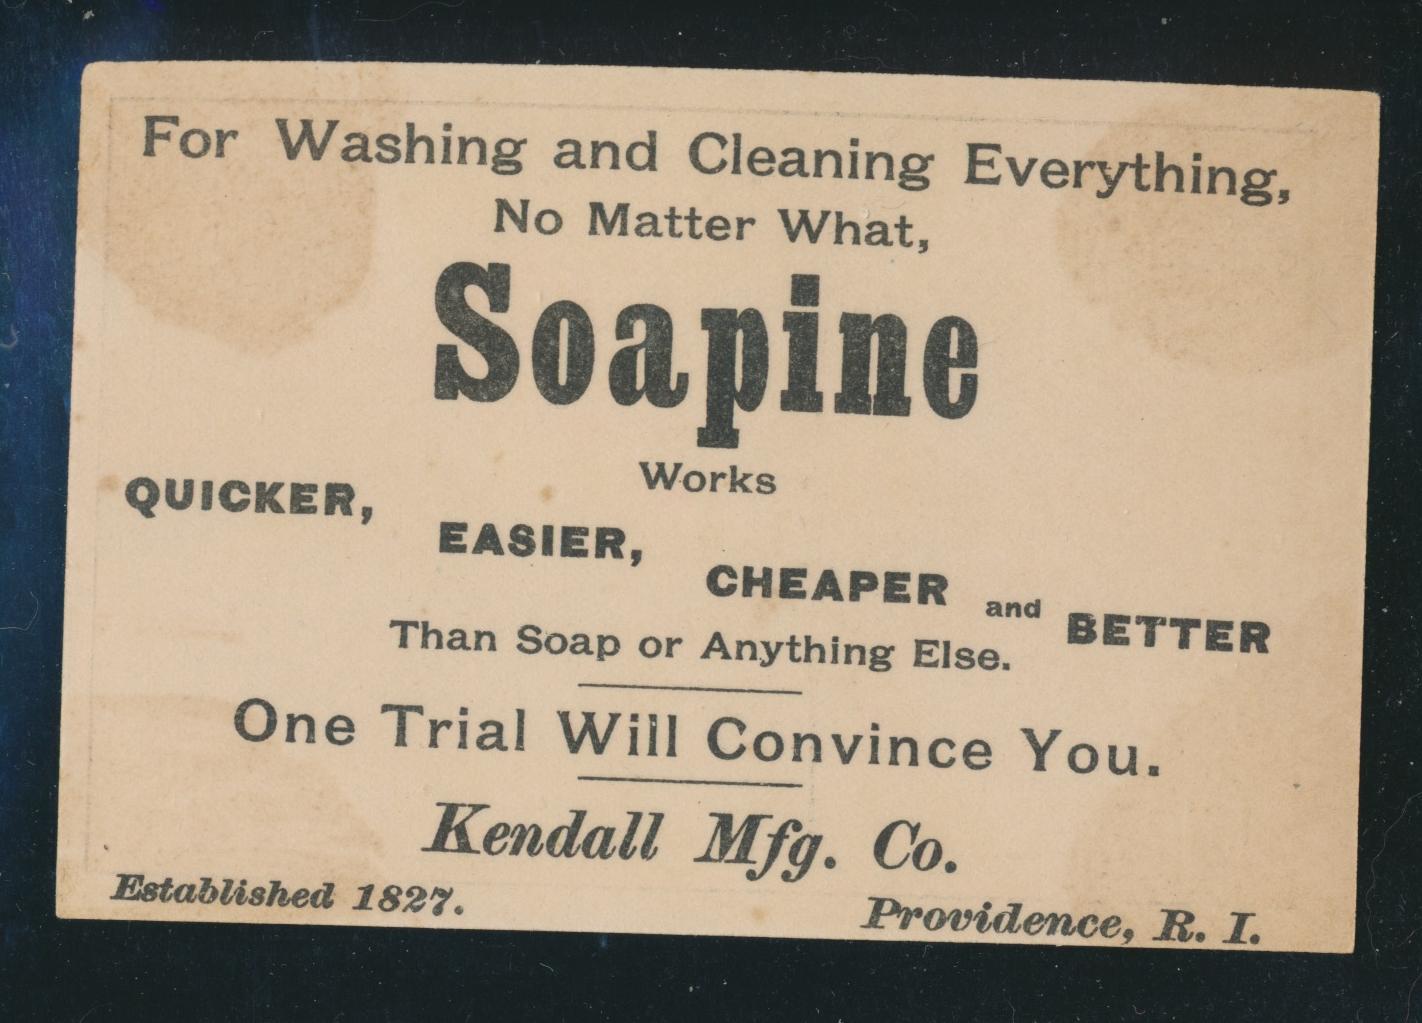 For Washing and Cleaning Everything,
No Matter What,
Soapine
Works
QUICKER,
EASIER,
CHEAPER and BETTER
Than Soap or Anything Else.
One Trial Will Convince You.
Kendall Mfg. Co.
Established 1827.
Providence, R. I.